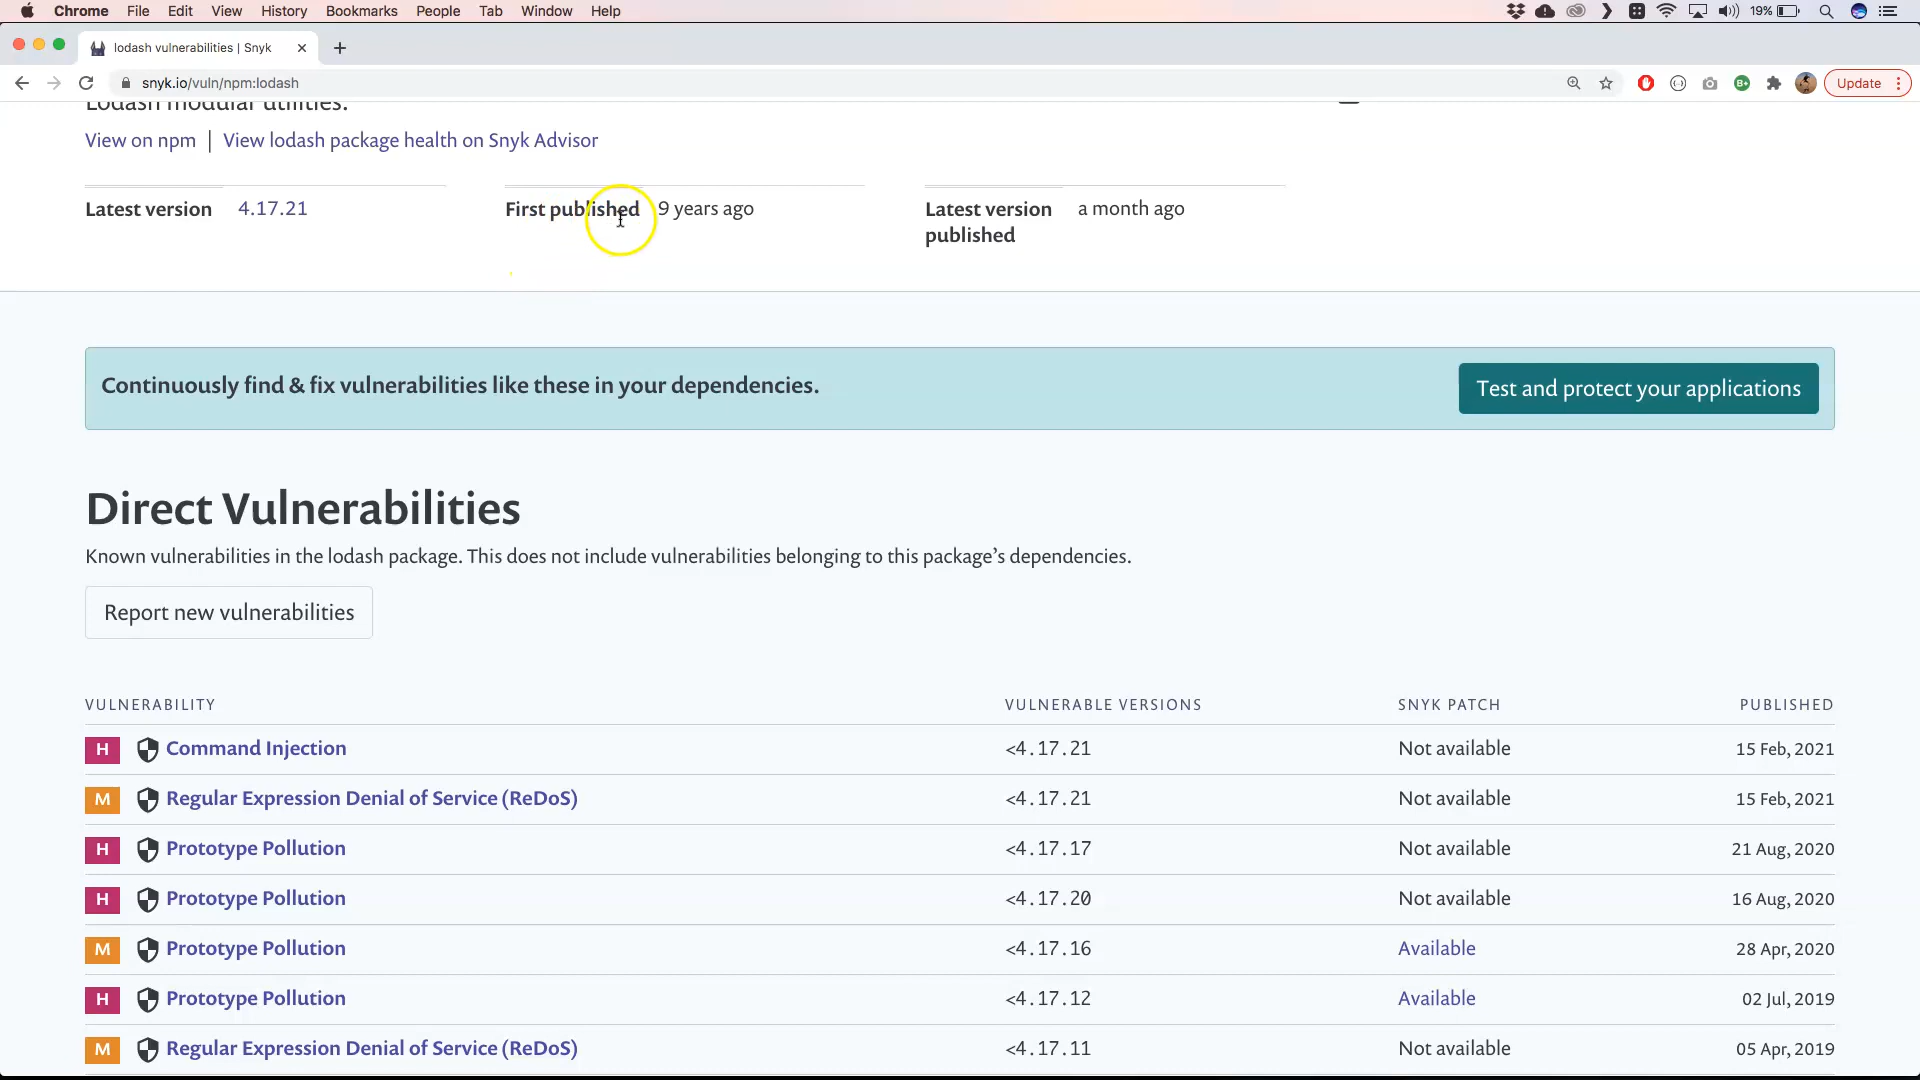 Chrome File Edit View History Bookmarks People Tab Window Help 19%
lodash vulnerabilities | Snyk
snyk.io/vuln/npm:lodash Update
Lodash modular utilities.
View on npm | View lodash package health on Snyk Advisor
Latest version 4.17.21 First published 9 years ago Latest version published a month ago
Continuously find & fix vulnerabilities like these in your dependencies. Test and protect your applications
Direct Vulnerabilities
Known vulnerabilities in the lodash package. This does not include vulnerabilities belonging to this package’s dependencies.
Report new vulnerabilities
VULNERABILITY VULNERABLE VERSIONS SNYK PATCH PUBLISHED
H Command Injection <4.17.21 Not available 15 Feb, 2021
M Regular Expression Denial of Service (ReDoS) <4.17.21 Not available 15 Feb, 2021
H Prototype Pollution <4.17.17 Not available 21 Aug, 2020
H Prototype Pollution <4.17.20 Not available 16 Aug, 2020
M Prototype Pollution <4.17.16 Available 28 Apr, 2020
H Prototype Pollution <4.17.12 Available 02 Jul, 2019
M Regular Expression Denial of Service (ReDoS) <4.17.11 Not available 05 Apr, 2019